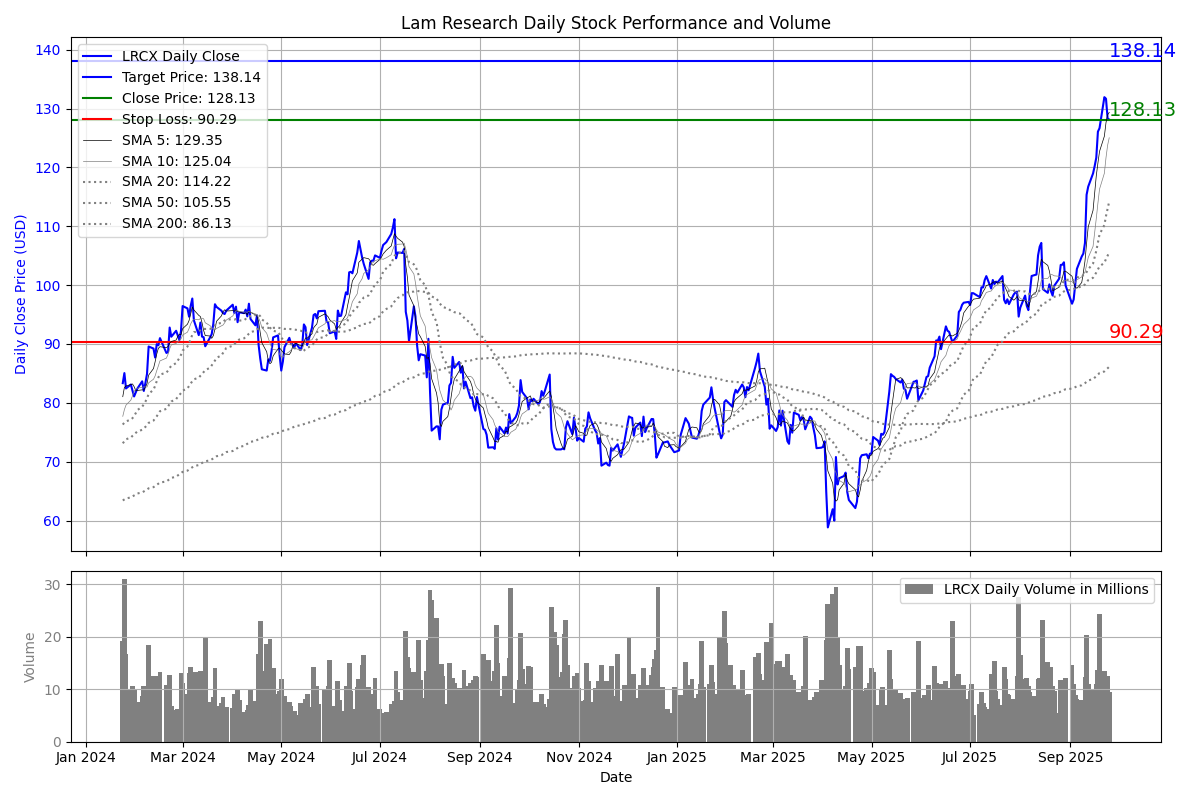 Lam Research Daily Stock Performance and Volume
140
130
120
110
100
90
80
70
60
Daily Close Price (USD)
LRCX Daily Close
Target Price: 138.14
Close Price: 128.13
Stop Loss: 90.29
SMA 5: 129.35
SMA 10: 125.04
SMA 20: 114.22
SMA 50: 105.55
SMA 200: 86.13
138.14
128.13
90.29
30
20
10
0
Volume
LRCX Daily Volume in Millions
Jan 2024 Mar 2024 May 2024 Jul 2024 Sep 2024 Nov 2024 Jan 2025 Mar 2025 May 2025 Jul 2025 Sep 2025
Date